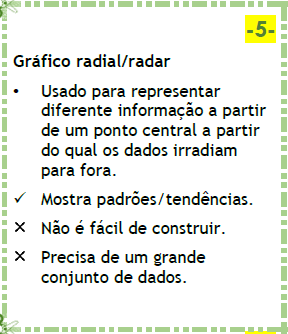 -5-
Gráfico radial/radar
• Usado para representar
diferente informação a partir
de um ponto central a partir
do qual os dados irradiam
para fora.
✓ Mostra padrões/tendências.
× Não é fácil de construir.
× Precisa de um grande
conjunto de dados.